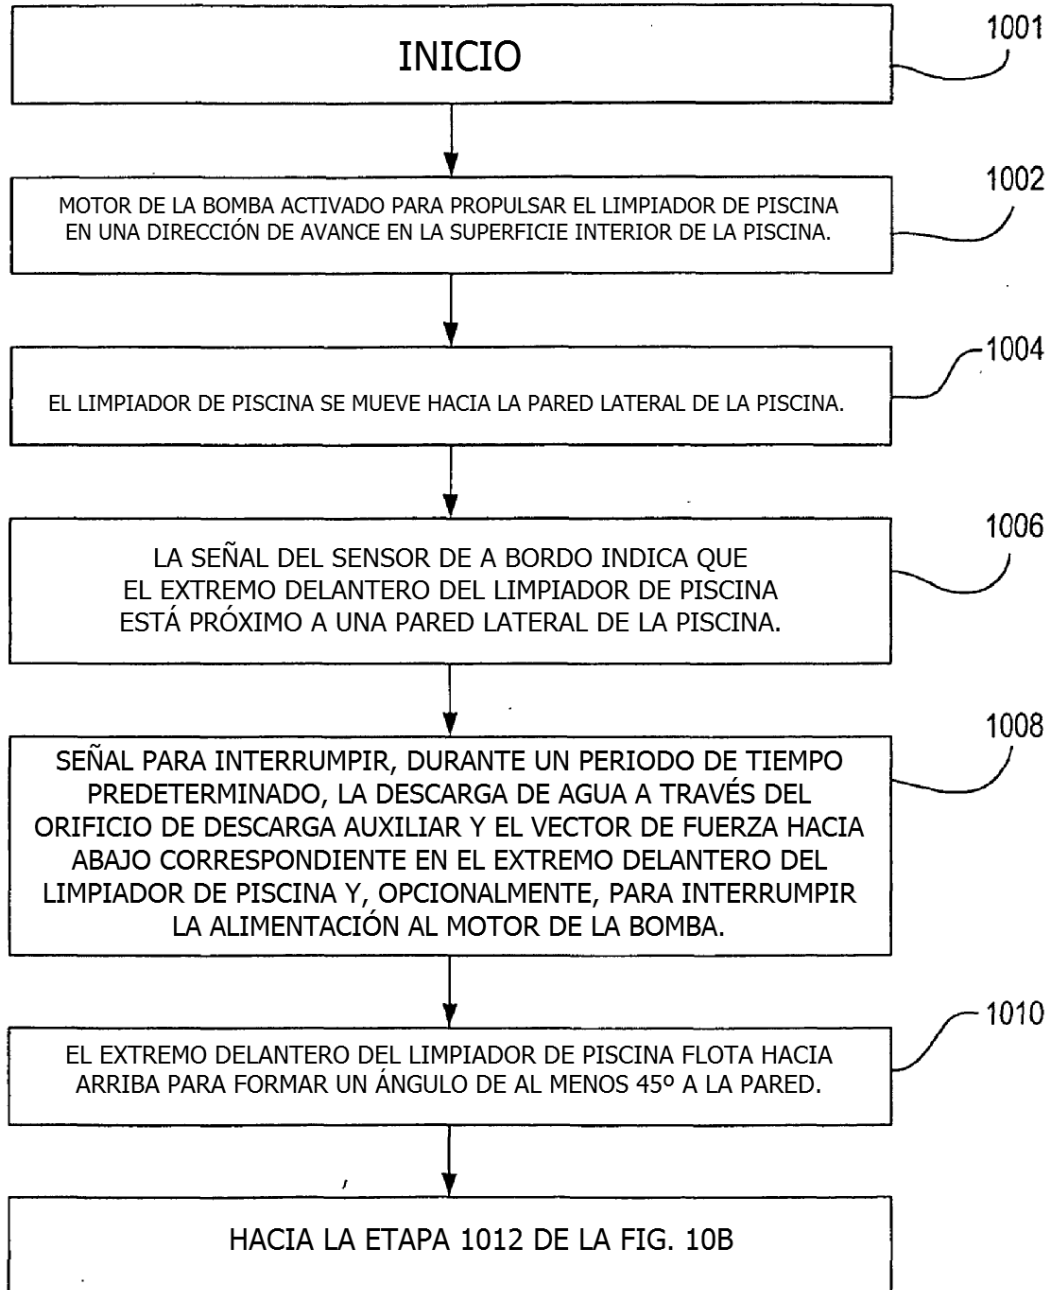 INICIO
1001
1002
MOTOR DE LA BOMBA ACTIVADO PARA PROPULSAR EL LIMPIADOR DE PISCINA
EN UNA DIRECCIÓN DE AVANCE EN LA SUPERFICIE INTERIOR DE LA PISCINA.
1004
EL LIMPIADOR DE PISCINA SE MUEVE HACIA LA PARED LATERAL DE LA PISCINA.
1006
LA SEÑAL DEL SENSOR DE A BORDO INDICA QUE
EL EXTREMO DELANTERO DEL LIMPIADOR DE PISCINA
ESTÁ PRÓXIMO A UNA PARED LATERAL DE LA PISCINA.
1008
SEÑAL PARA INTERRUMPIR, DURANTE UN PERIODO DE TIEMPO
PREDETERMINADO, LA DESCARGA DE AGUA A TRAVÉS DEL
ORIFICIO DE DESCARGA AUXILIAR Y EL VECTOR DE FUERZA HACIA
ABAJO CORRESPONDIENTE EN EL EXTREMO DELANTERO DEL
LIMPIADOR DE PISCINA Y, OPCIONALMENTE, PARA INTERRUMPIR
LA ALIMENTACIÓN AL MOTOR DE LA BOMBA.
1010
EL EXTREMO DELANTERO DEL LIMPIADOR DE PISCINA FLOTA HACIA
ARRIBA PARA FORMAR UN ÁNGULO DE AL MENOS 45º A LA PARED.
HACIA LA ETAPA 1012 DE LA FIG. 10B